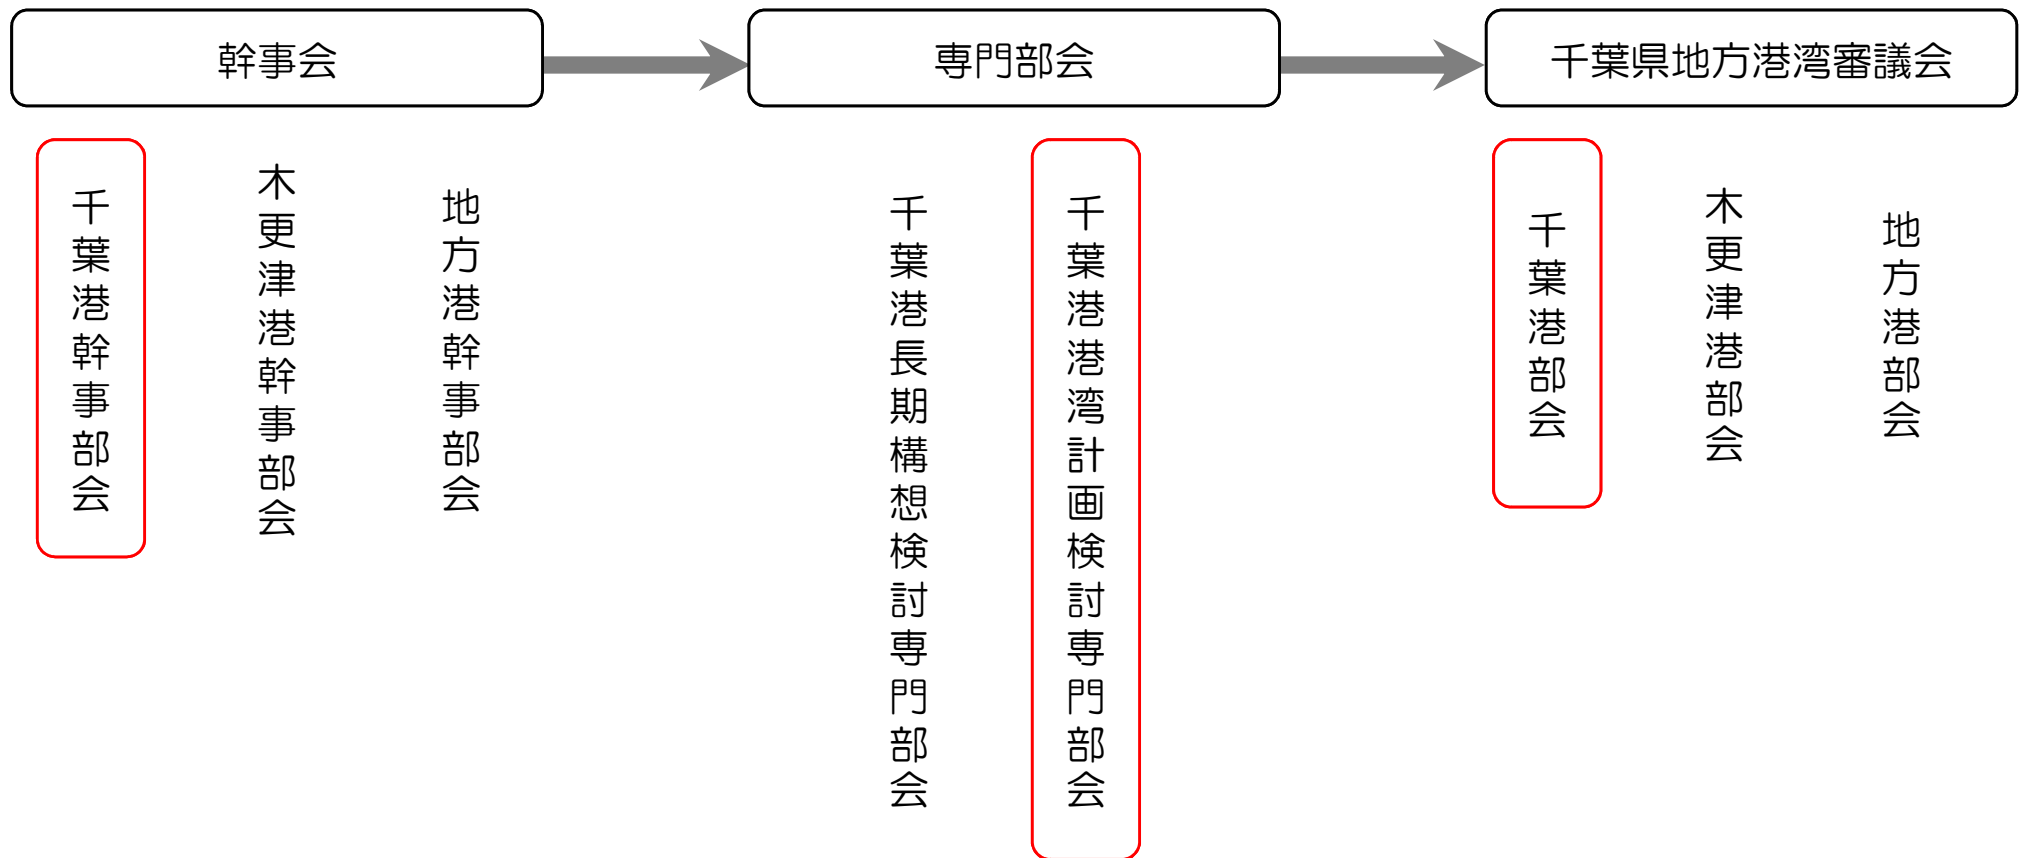 幹事会
専門部会
千葉県地方港湾審議会
千葉港幹事部会
木更津港幹事部会
地方港幹事部会
千葉港長期構想検討専門部会
千葉港港湾計画検討専門部会
千葉港部会
木更津港部会
地方港部会